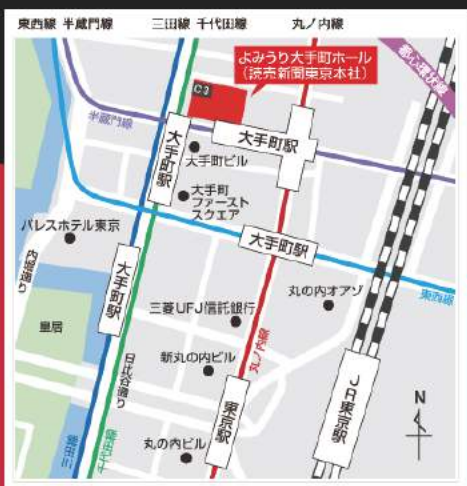 東西線 半蔵門線 三田線 千代田線 丸ノ内線
よみうり大手町ホール
（読売新聞東京本社）
C3
都心環状線
半蔵門線
大手町駅
大手町駅
大手町ビル
大手町
ファースト
スクエア
パレスホテル東京
大手町駅
内堀通り
大手町駅
東西線
丸の内オアゾ
三菱UFJ信託銀行
皇居
日比谷通り
新丸の内ビル
丸ノ内線
東京駅
JR東京駅
N
丸の内ビル
三田線
千代田線